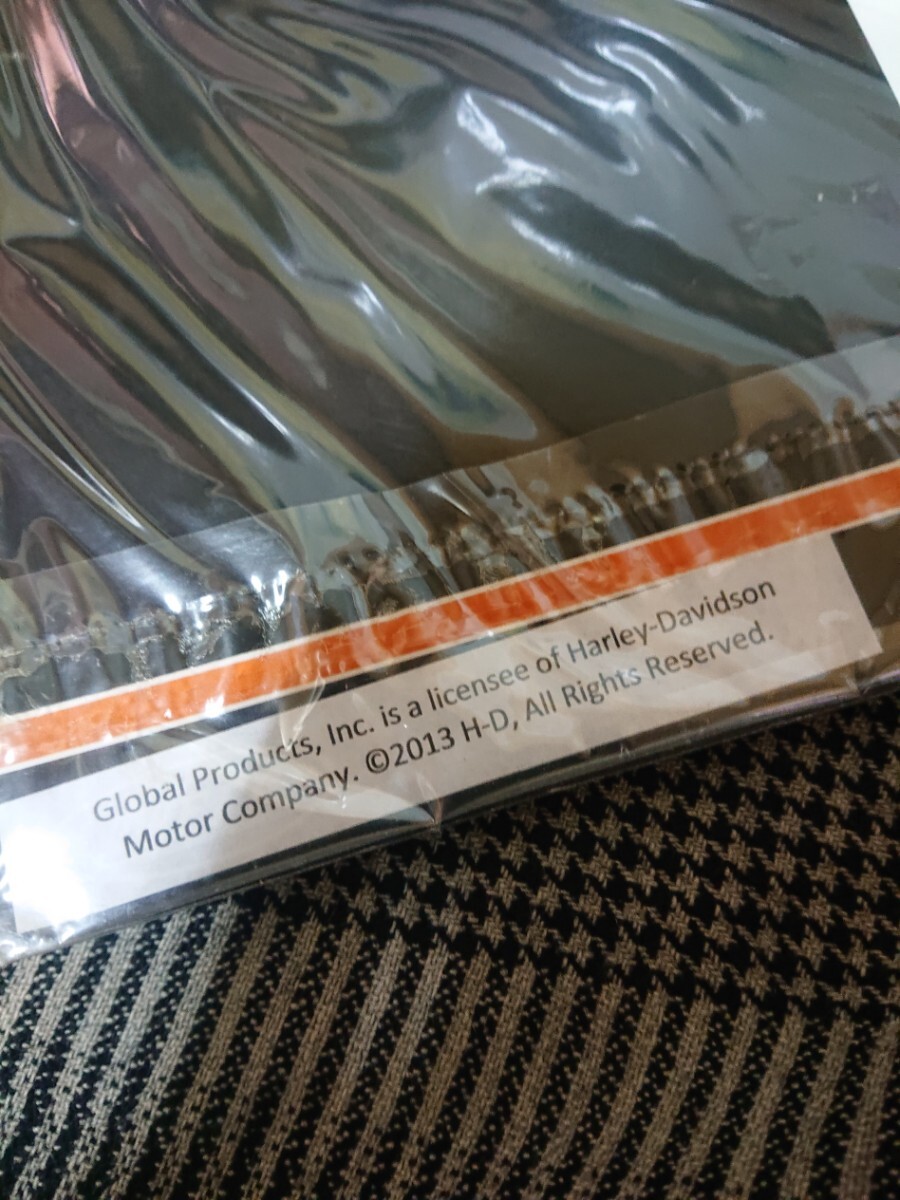 Global Products, Inc. is a licensee of Harley-Davidson
Motor Company. ©2013 H-D, All Rights Reserved.